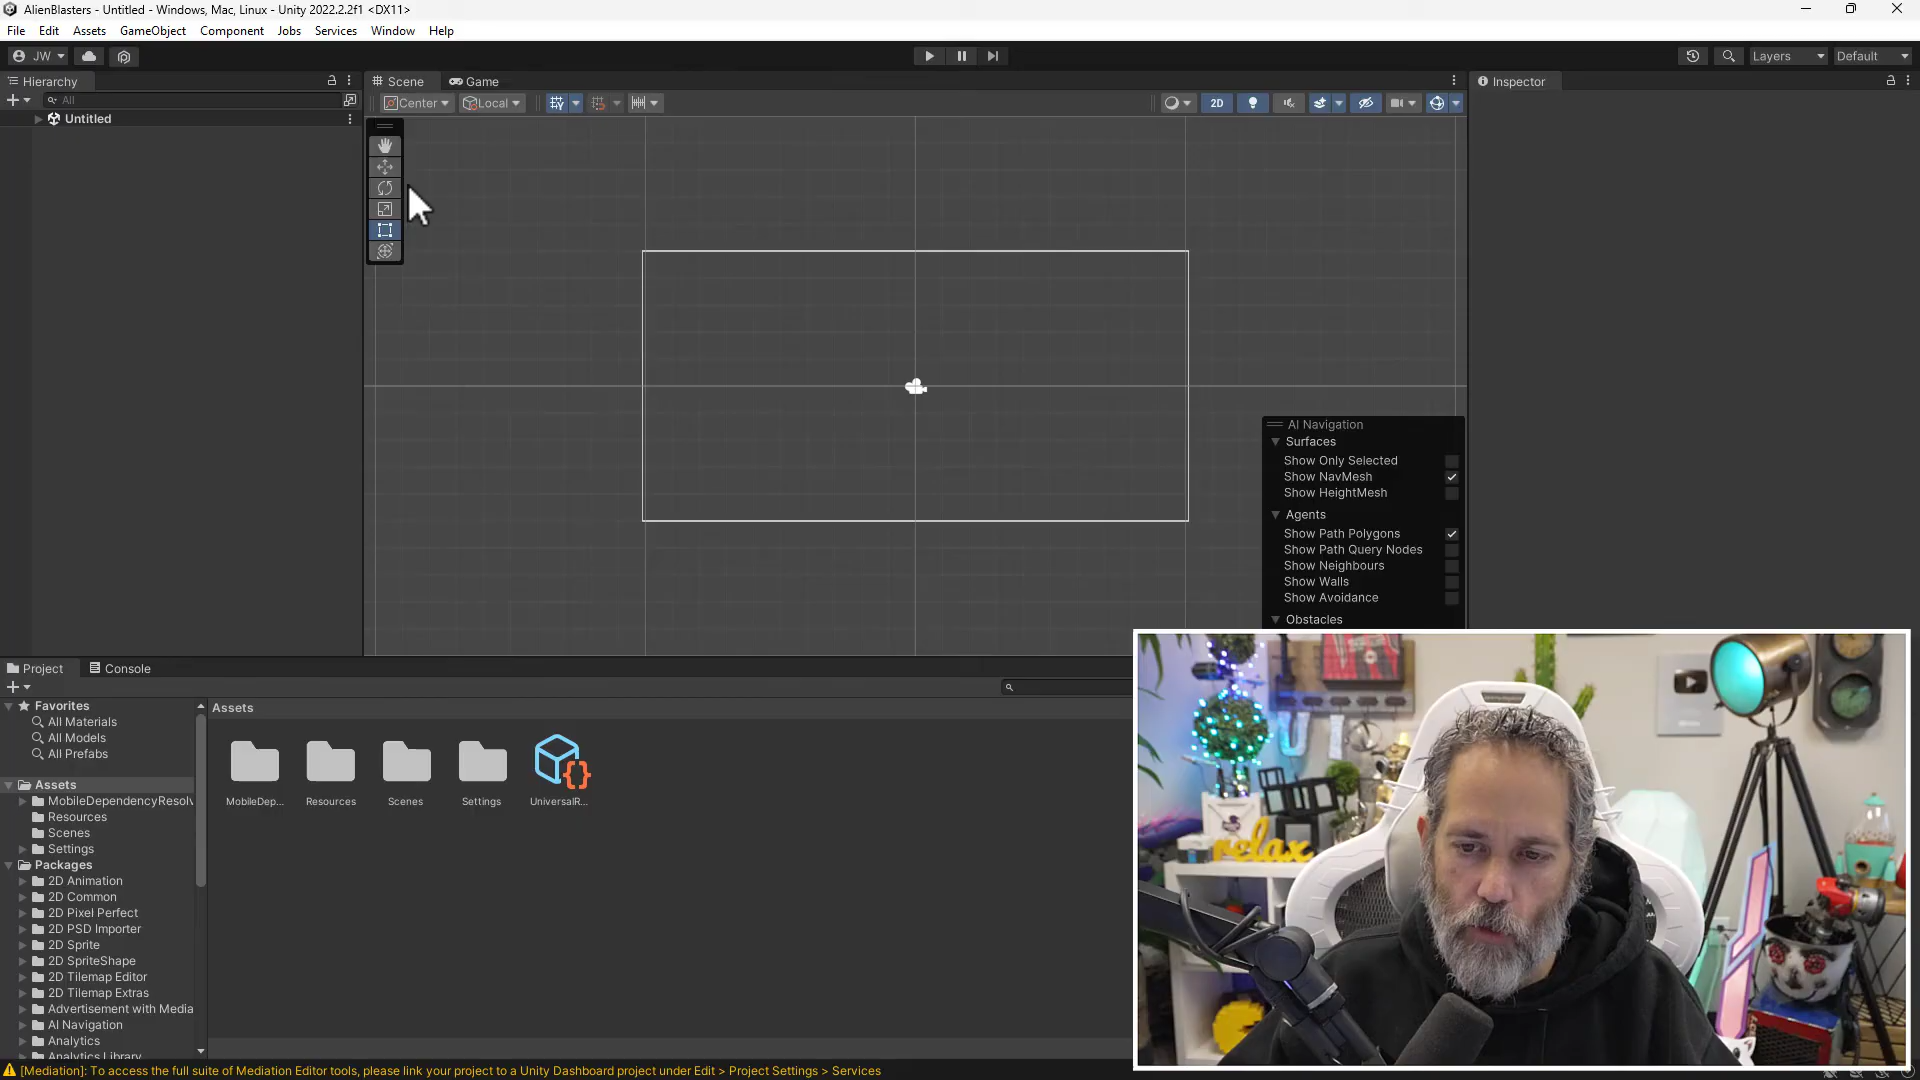 AlienBlasters - Untitled - Windows, Mac, Linux - Unity 2022.2.2f1 <DX11>
File Edit Assets GameObject Component Jobs Services Window Help
JW Layers Default
Hierarchy
All
Untitled
Scene Game
Center Local 2D
Inspector
AI Navigation
Surfaces
Show Only Selected
Show NavMesh
Show HeightMesh
Agents
Show Path Polygons
Show Path Query Nodes
Show Neighbours
Show Walls
Show Avoidance
Obstacles
Project Console
Favorites
All Materials
All Models
All Prefabs
Assets
MobileDependencyResolv
Resources
Scenes
Settings
Packages
2D Animation
2D Common
2D Pixel Perfect
2D PSD Importer
2D Sprite
2D SpriteShape
2D Tilemap Editor
2D Tilemap Extras
Advertisement with Media
AI Navigation
Analytics
Analytics Library
Assets
MobileDep... Resources Scenes Settings UniversalR...
relax
[Mediation]: To access the full suite of Mediation Editor tools, please link your project to a Unity Dashboard project under Edit > Project Settings > Services